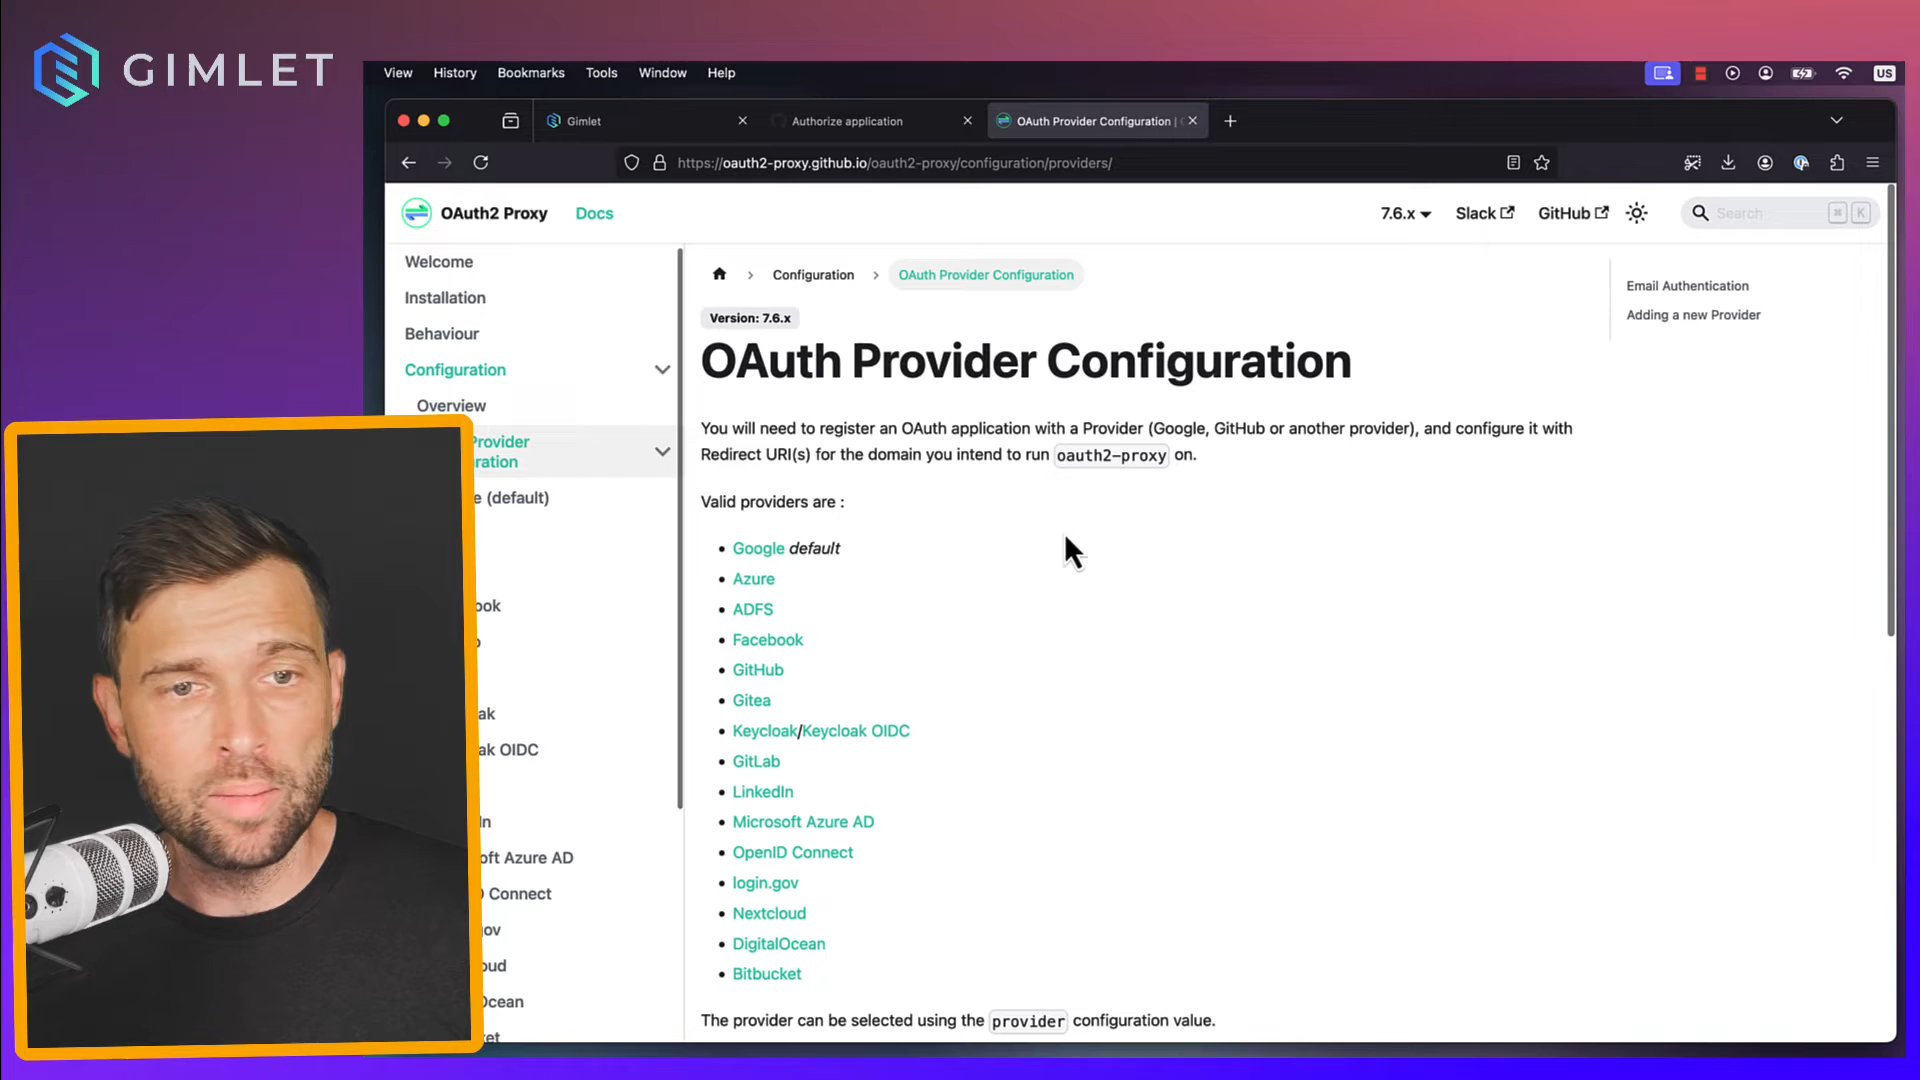 GIMLET
View History Bookmarks Tools Window Help
US
Gimlet
Authorize application
OAuth Provider Configuration |
https://oauth2-proxy.github.io/oauth2-proxy/configuration/providers/
OAuth2 Proxy
Docs
7.6.x
Slack
GitHub
Search
⌘ K
Welcome
Installation
Behaviour
Configuration
Overview
Provider
ration
e (default)
ook
ak
ak OIDC
In
oft Azure AD
Connect
ov
oud
Ocean
et
Configuration
OAuth Provider Configuration
Version: 7.6.x
OAuth Provider Configuration
You will need to register an OAuth application with a Provider (Google, GitHub or another provider), and configure it with
Redirect URI(s) for the domain you intend to run oauth2-proxy on.
Valid providers are :
• Google default
• Azure
• ADFS
• Facebook
• GitHub
• Gitea
• Keycloak/Keycloak OIDC
• GitLab
• LinkedIn
• Microsoft Azure AD
• OpenID Connect
• login.gov
• Nextcloud
• DigitalOcean
• Bitbucket
The provider can be selected using the provider configuration value.
Email Authentication
Adding a new Provider